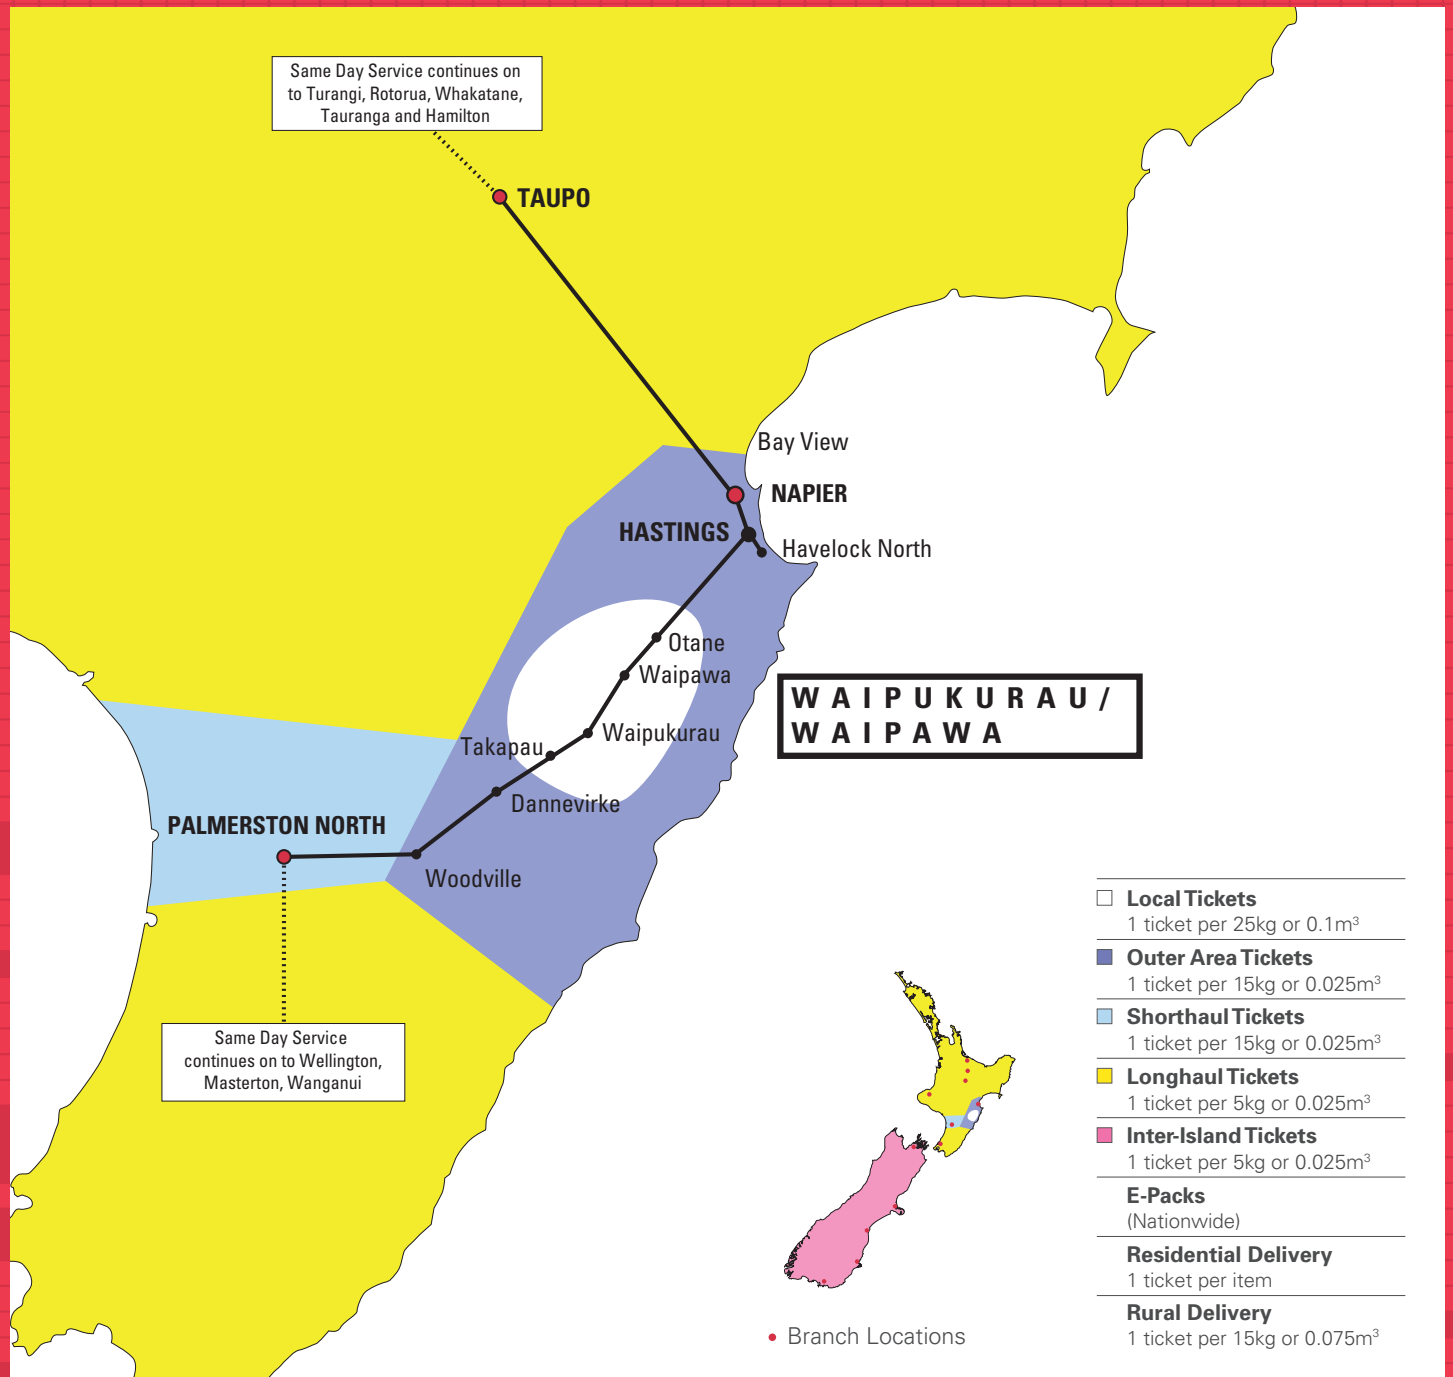 Same Day Service continues on
to Turangi, Rotorua, Whakatane,
Tauranga and Hamilton
TAUPO
Bay View
NAPIER
HASTINGS
Havelock North
Otane
Waipawa
WAIPUKURAU/
WAIPAWA
Waipukurau
Takapau
Dannevirke
PALMERSTON NORTH
Woodville
Same Day Service
continues on to Wellington,
Masterton, Wanganui
Local Tickets
1 ticket per 25kg or 0.1m³
Outer Area Tickets
1 ticket per 15kg or 0.025m³
Shorthaul Tickets
1 ticket per 15kg or 0.025m³
Longhaul Tickets
1 ticket per 5kg or 0.025m³
Inter-Island Tickets
1 ticket per 5kg or 0.025m³
E-Packs
(Nationwide)
Residential Delivery
1 ticket per item
Rural Delivery
1 ticket per 15kg or 0.075m³
Branch Locations